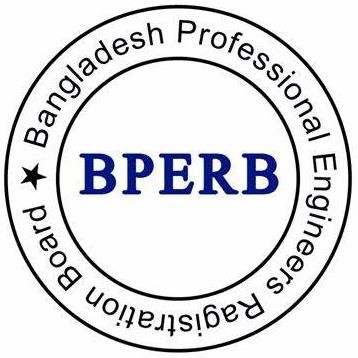 ★ Bangladesh Professional Engineers Ragistration Board
BPERB